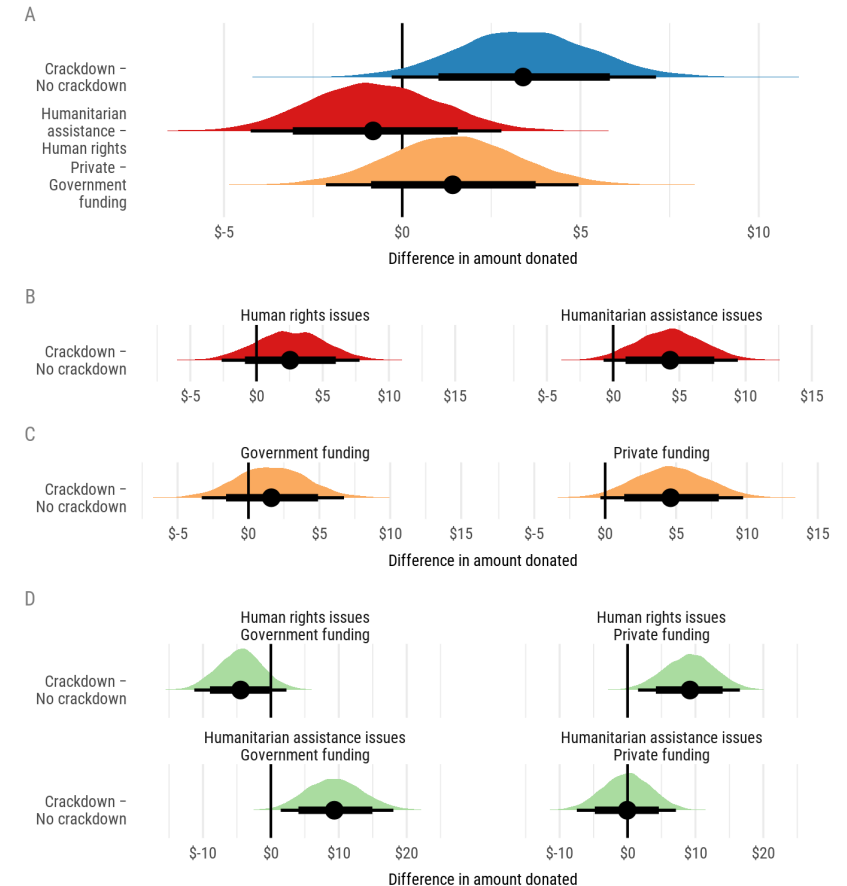 A
Crackdown –
No crackdown
Humanitarian
assistance –
Human rights
Private –
Government
funding
$-5 $0 $5 $10
Difference in amount donated
B
Human rights issues Humanitarian assistance issues
Crackdown –
No crackdown
$-5 $0 $5 $10 $15 $-5 $0 $5 $10 $15
C
Government funding Private funding
Crackdown –
No crackdown
$-5 $0 $5 $10 $15 $-5 $0 $5 $10 $15
Difference in amount donated
D
Human rights issues Human rights issues
Government funding Private funding
Crackdown –
No crackdown
Humanitarian assistance issues Humanitarian assistance issues
Government funding Private funding
Crackdown –
No crackdown
$-10 $0 $10 $20 $-10 $0 $10 $20
Difference in amount donated